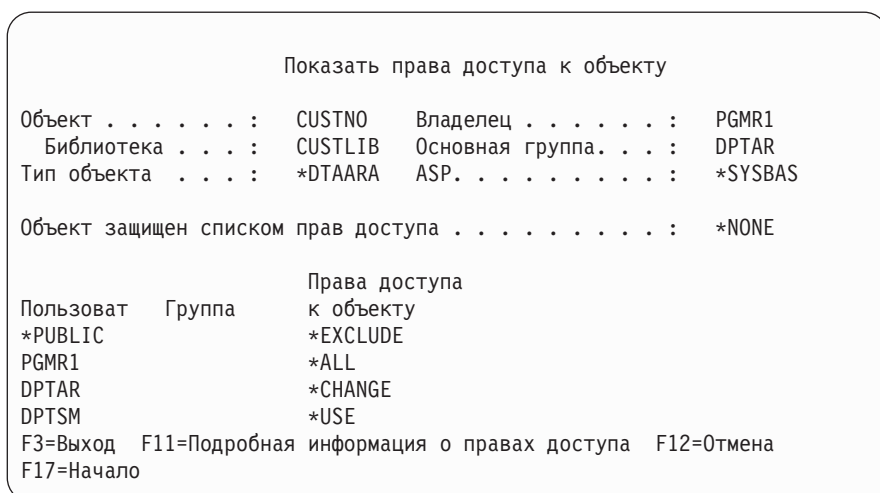 Показать права доступа к объекту
Объект . . . . . . : CUSTNO Владелец . . . . . . : PGMR1
Библиотека . . . : CUSTLIB Основная группа. . . : DPTAR
Тип объекта . . . : *DTAARA ASP. . . . . . . . . : *SYSBAS
Объект защищен списком прав доступа . . . . . . . . . : *NONE
Права доступа
Пользоват Группа к объекту
*PUBLIC *EXCLUDE
PGMR1 *ALL
DPTAR *CHANGE
DPTSM *USE
F3=Выход F11=Подробная информация о правах доступа F12=Отмена
F17=Начало